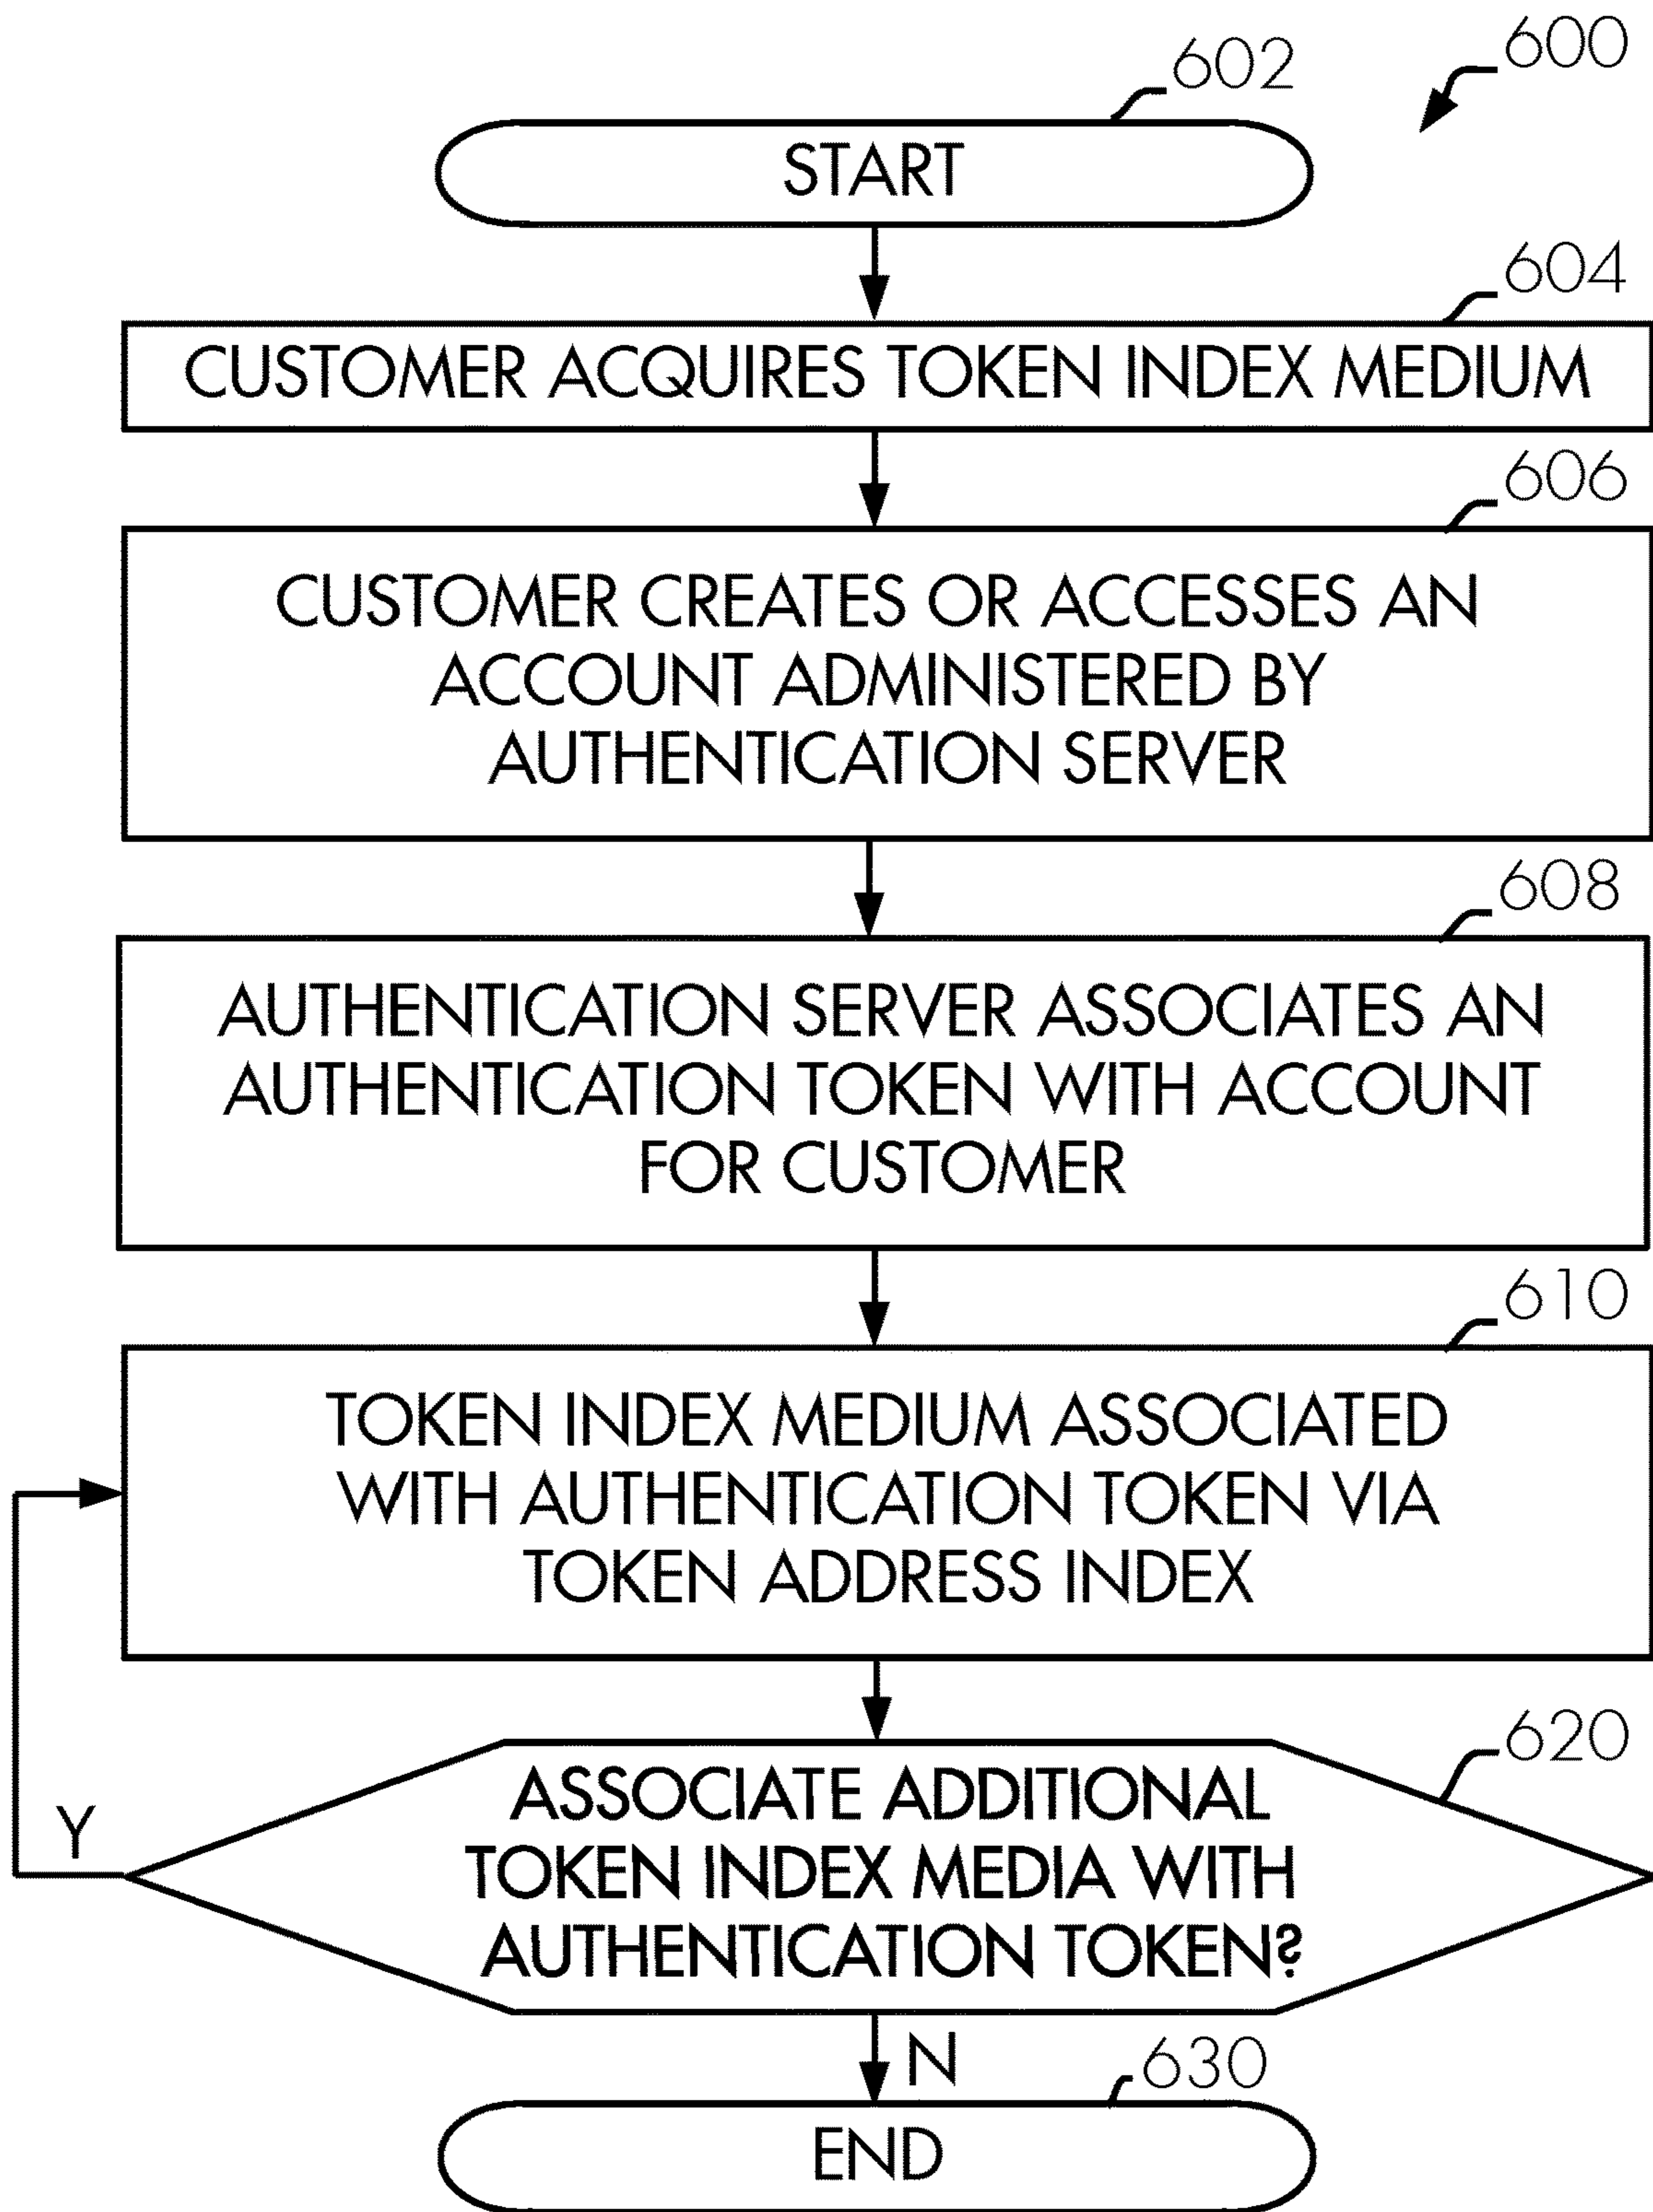 600
602
START
604
CUSTOMER ACQUIRES TOKEN INDEX MEDIUM
606
CUSTOMER CREATES OR ACCESSES AN
ACCOUNT ADMINISTERED BY
AUTHENTICATION SERVER
608
AUTHENTICATION SERVER ASSOCIATES AN
AUTHENTICATION TOKEN WITH ACCOUNT
FOR CUSTOMER
610
TOKEN INDEX MEDIUM ASSOCIATED
WITH AUTHENTICATION TOKEN VIA
TOKEN ADDRESS INDEX
620
ASSOCIATE ADDITIONAL
TOKEN INDEX MEDIA WITH
AUTHENTICATION TOKEN?
Y
N
630
END